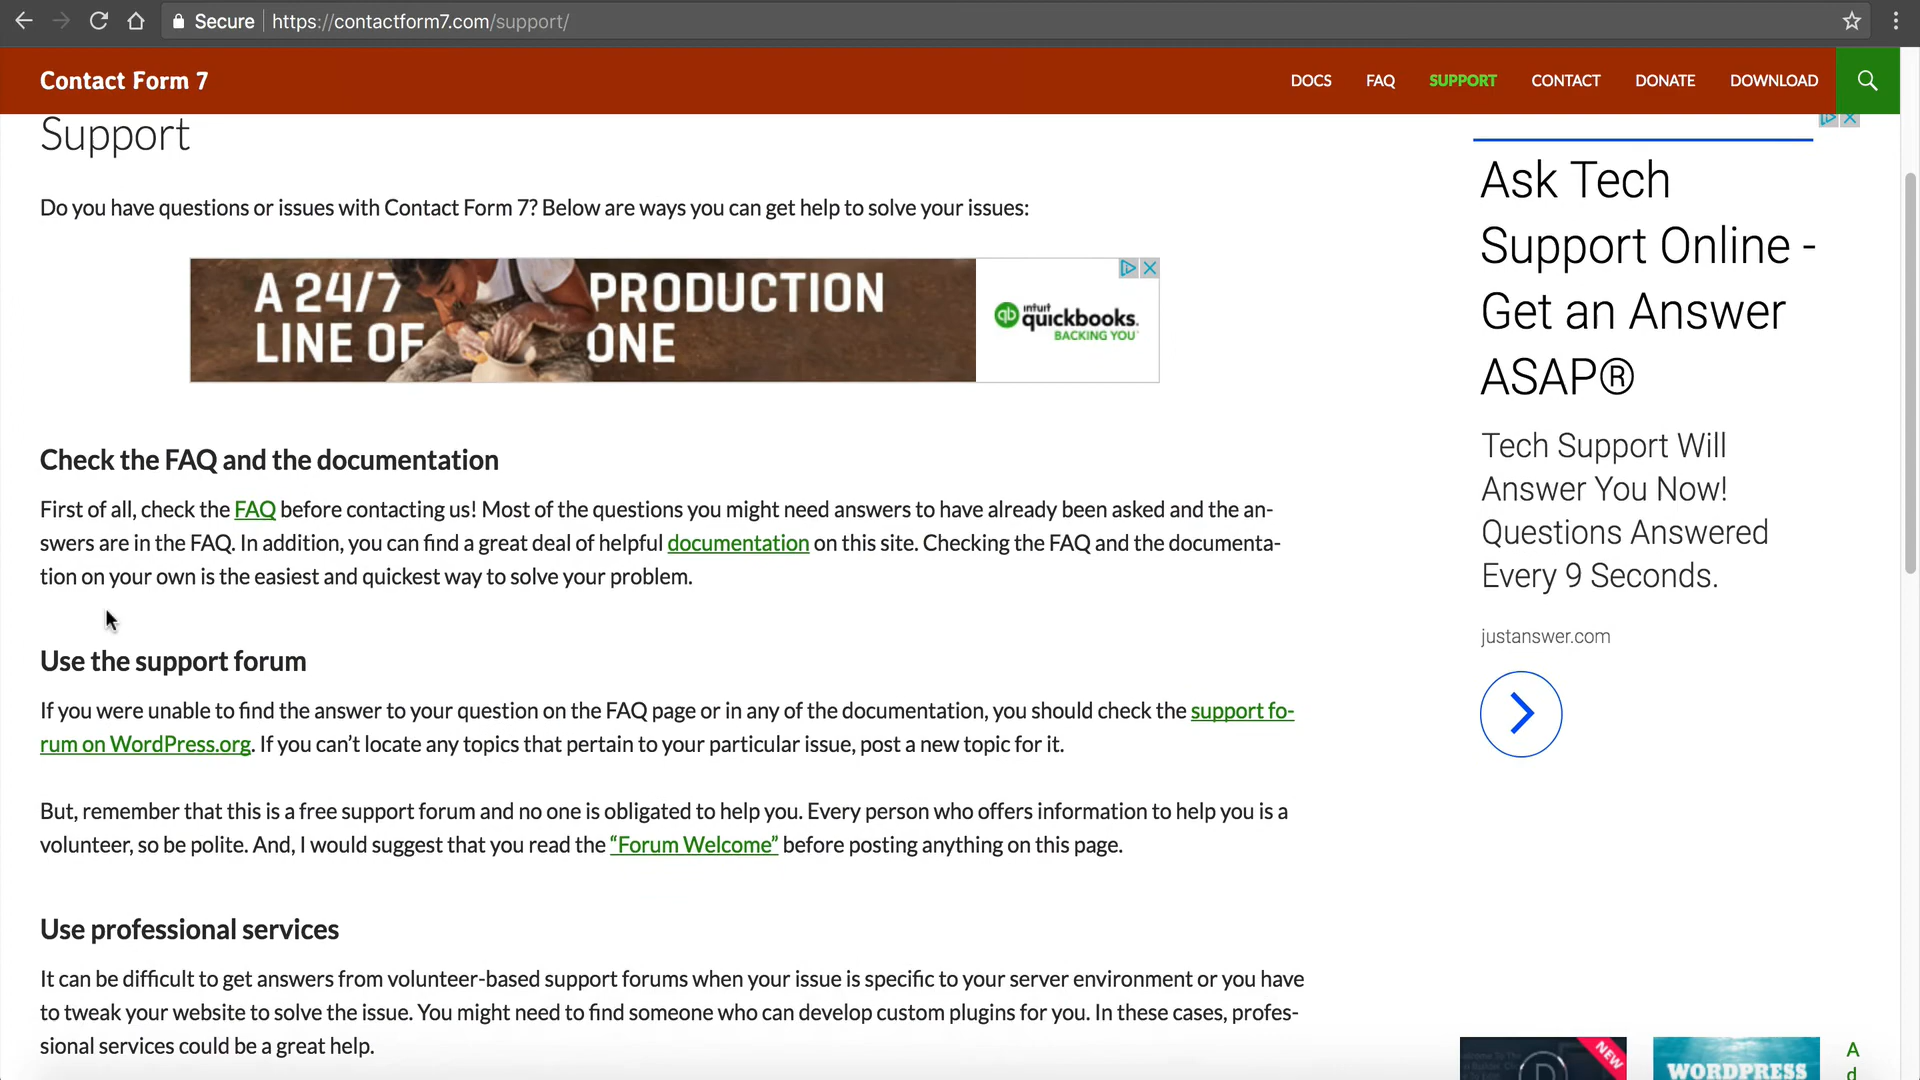 Secure https://contactform7.com/support/
Contact Form 7
DOCS FAQ SUPPORT CONTACT DONATE DOWNLOAD
Support
Do you have questions or issues with Contact Form 7? Below are ways you can get help to solve your issues:
A 24/7 PRODUCTION
LINE OF ONE
intuit
quickbooks.
BACKING YOU
Check the FAQ and the documentation
First of all, check the FAQ before contacting us! Most of the questions you might need answers to have already been asked and the an-
swers are in the FAQ. In addition, you can find a great deal of helpful documentation on this site. Checking the FAQ and the documenta-
tion on your own is the easiest and quickest way to solve your problem.
Use the support forum
If you were unable to find the answer to your question on the FAQ page or in any of the documentation, you should check the support fo-
rum on WordPress.org. If you can’t locate any topics that pertain to your particular issue, post a new topic for it.
But, remember that this is a free support forum and no one is obligated to help you. Every person who offers information to help you is a
volunteer, so be polite. And, I would suggest that you read the “Forum Welcome” before posting anything on this page.
Use professional services
It can be difficult to get answers from volunteer-based support forums when your issue is specific to your server environment or you have
to tweak your website to solve the issue. You might need to find someone who can develop custom plugins for you. In these cases, profes-
sional services could be a great help.
Ask Tech
Support Online -
Get an Answer
ASAP®
Tech Support Will
Answer You Now!
Questions Answered
Every 9 Seconds.
justanswer.com
NEW
WORDPRESS
A
d